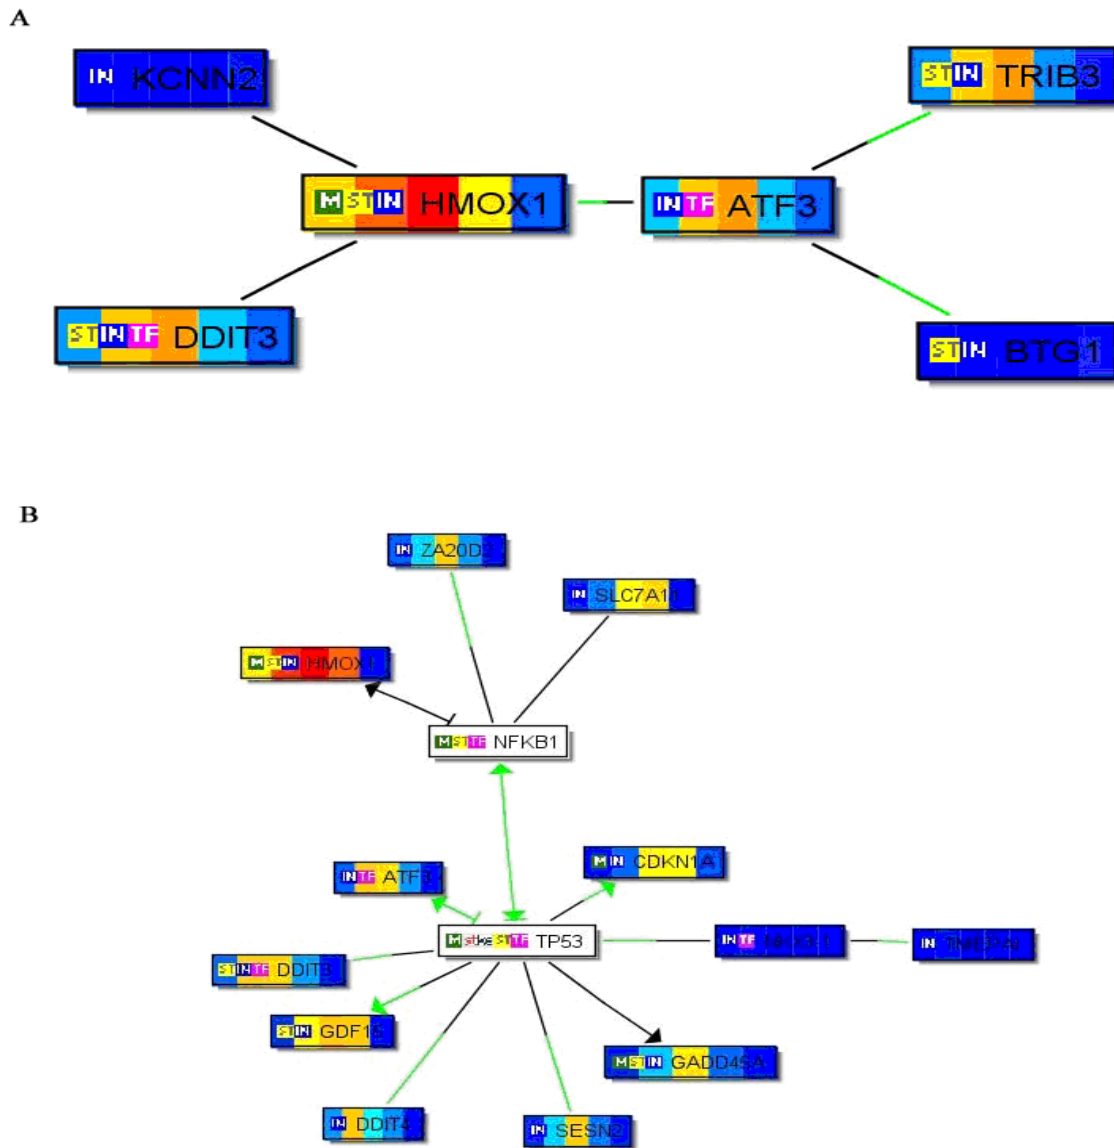 A
IN KCNN2
ST IN TRIB3
M ST IN HMOX1
IN TF ATF3
ST IN TF DDIT3
ST IN BTG1
B
IN ZA20D2
IN SLC7A11
M ST IN HMOX1
M ST TF NFKB1
IN TF ATF3
M IN CDKN1A
M ST TF TP53
IN TF
IN
ST IN TF DDIT3
ST IN GDF15
M ST IN GADD45A
IN DDIT4
IN SESN2